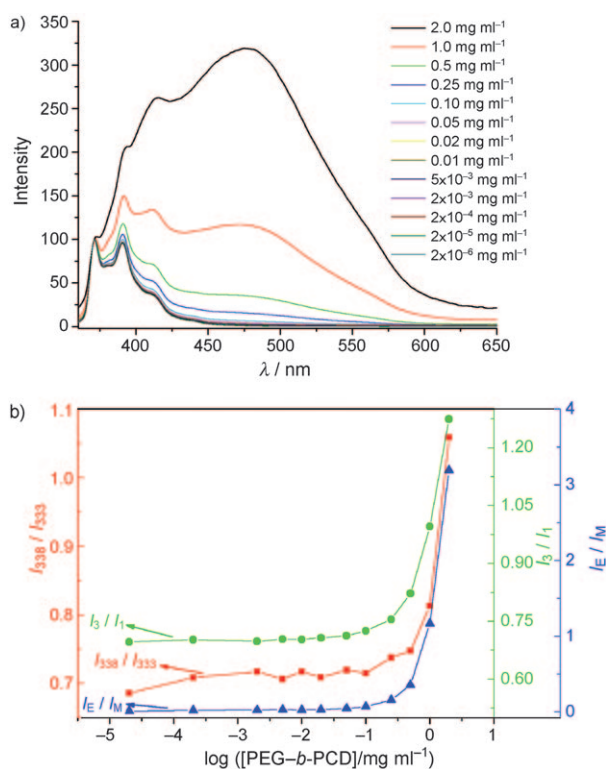 a)
350
300
250
200
150
100
50
0
Intensity
400
450
500
550
600
650
λ / nm
2.0 mg ml⁻¹
1.0 mg ml⁻¹
0.5 mg ml⁻¹
0.25 mg ml⁻¹
0.10 mg ml⁻¹
0.05 mg ml⁻¹
0.02 mg ml⁻¹
0.01 mg ml⁻¹
5x10⁻³ mg ml⁻¹
2x10⁻³ mg ml⁻¹
2x10⁻⁴ mg ml⁻¹
2x10⁻⁵ mg ml⁻¹
2x10⁻⁶ mg ml⁻¹
b)
1.1
1.0
0.9
0.8
0.7
I₃₃₈ / I₃₃₃
I₃ / I₁
I₃₃₈ / I₃₃₃
I_E / I_M
1.20
1.05
0.90
0.75
0.60
I₃ / I₁
4
3
2
1
0
I_E / I_M
−5
−4
−3
−2
−1
0
1
log ([PEG–b-PCD]/mg ml⁻¹)